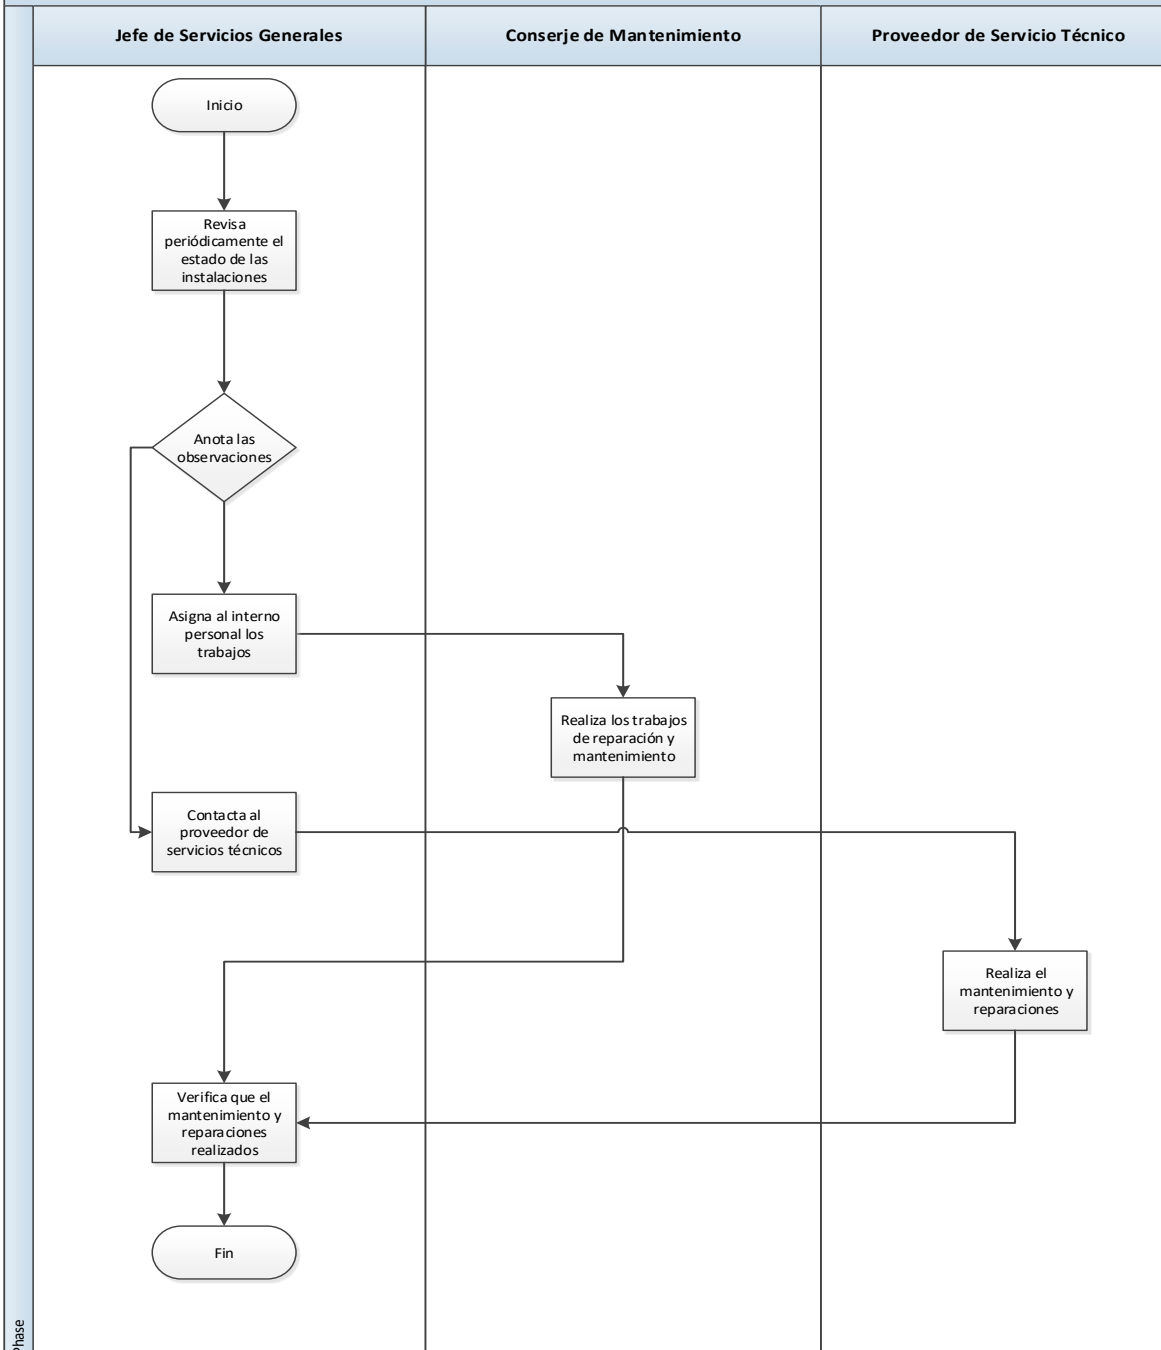 Jefe de Servicios Generales
Conserje de Mantenimiento
Proveedor de Servicio Técnico
Inicio
Revisa
periódicamente el
estado de las
instalaciones
Anota las
observaciones
Asigna al interno
personal los
trabajos
Realiza los trabajos
de reparación y
mantenimiento
Contacta al
proveedor de
servicios técnicos
Realiza el
mantenimiento y
reparaciones
Verifica que el
mantenimiento y
reparaciones
realizados
Fin
Phase